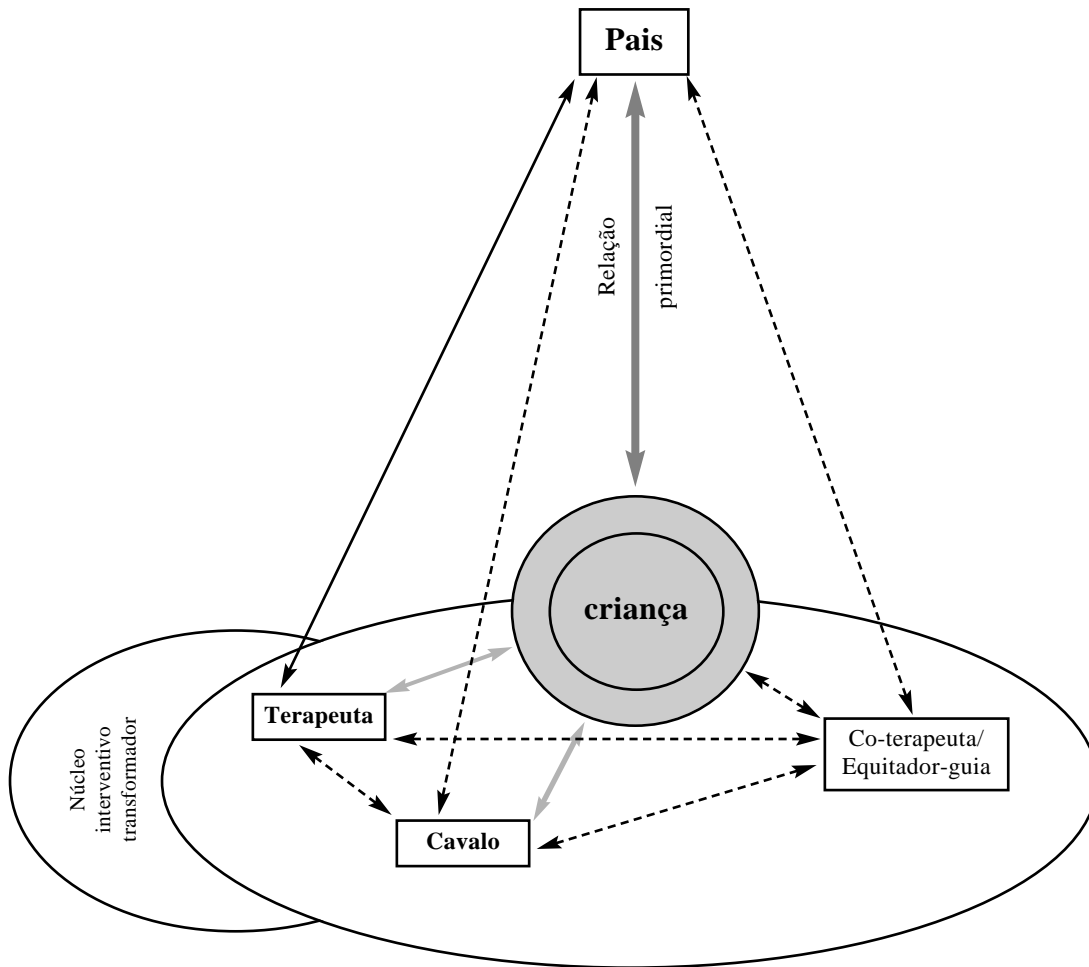 Pais
Relação
primordial
criança
Terapeuta
Co-terapeuta/
Equitador-guia
Núcleo
interventivo
transformador
Cavalo